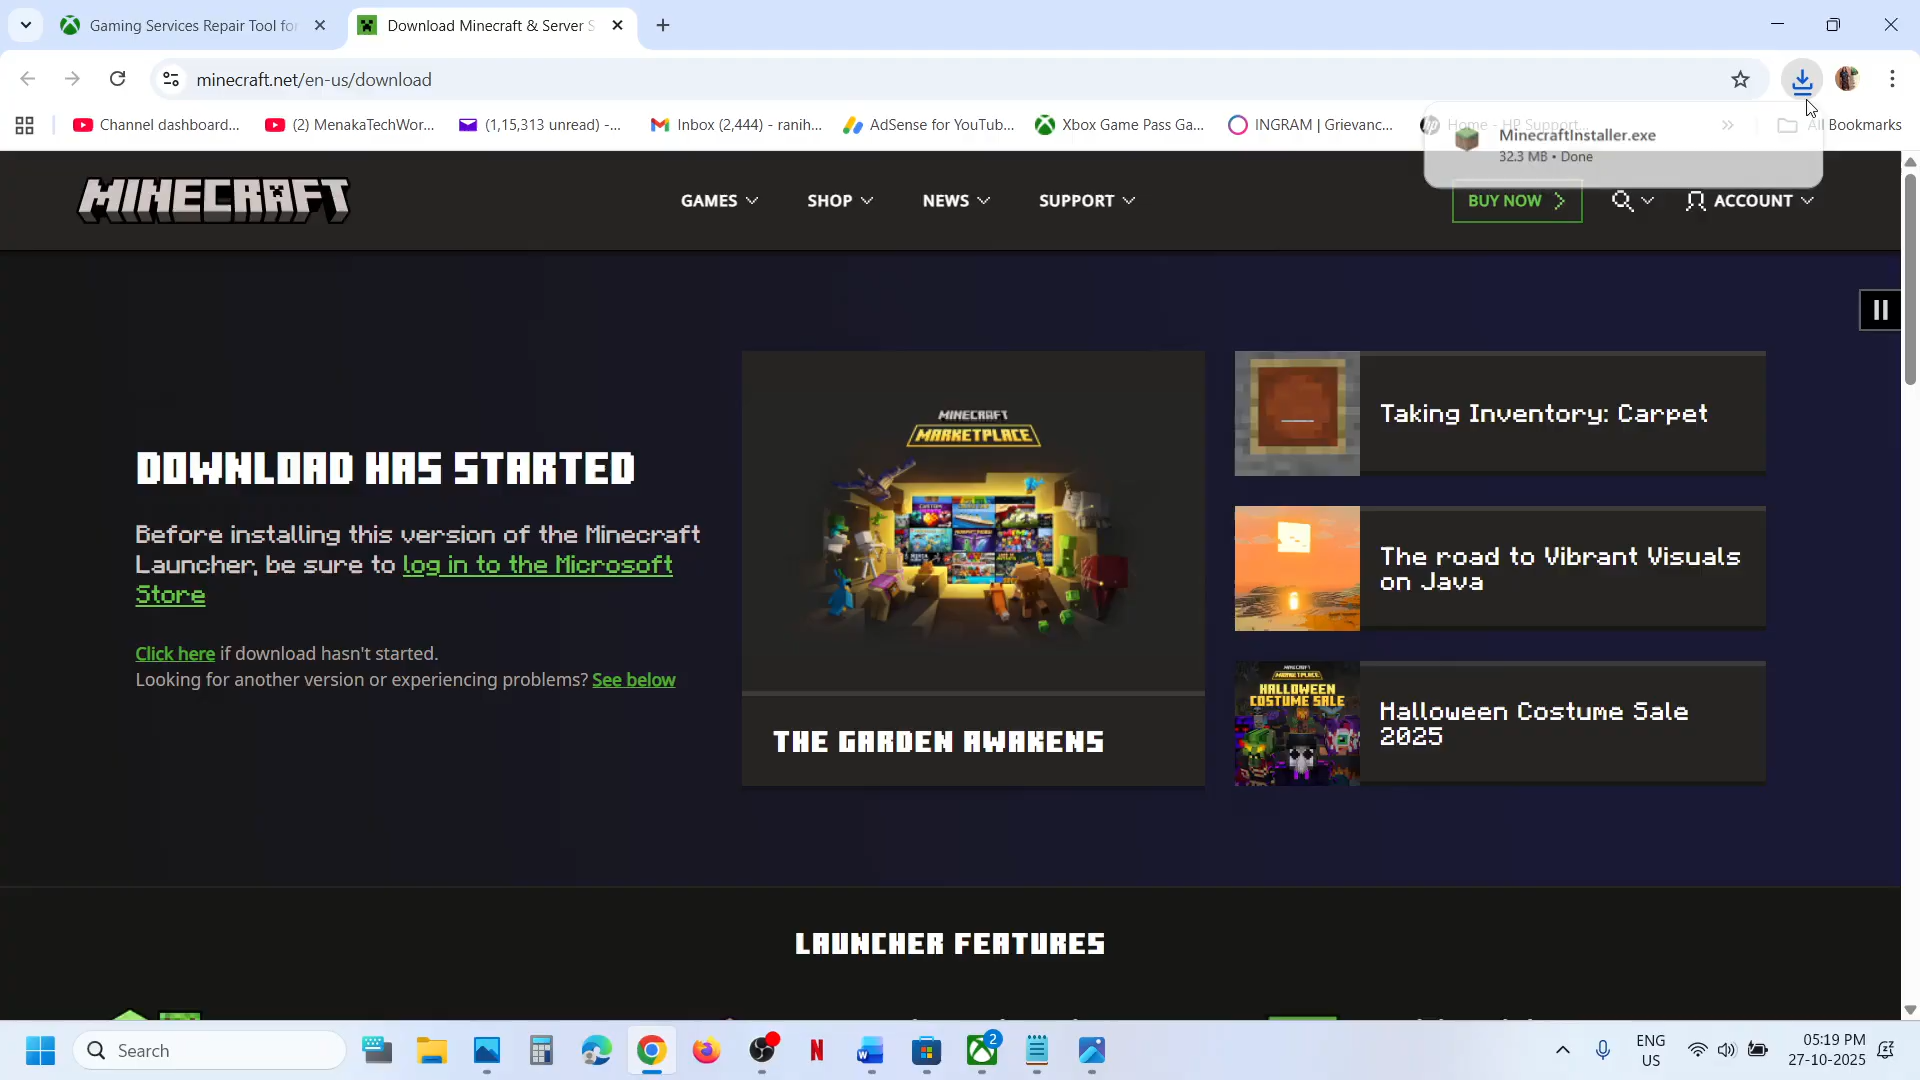 Gaming Services Repair Tool for
Download Minecraft & Server S
minecraft.net/en-us/download
Channel dashboard...
(2) MenakaTechWor...
(1,15,313 unread) -...
Inbox (2,444) - ranih...
AdSense for YouTub...
Xbox Game Pass Ga...
INGRAM | Grievanc...
Home - HP Support...
All Bookmarks
MinecraftInstaller.exe
32.3 MB • Done
MINECRAFT
GAMES
SHOP
NEWS
SUPPORT
BUY NOW
ACCOUNT
DOWNLOAD HAS STARTED
Before installing this version of the Minecraft
Launcher, be sure to log in to the Microsoft
Store
Click here if download hasn't started.
Looking for another version or experiencing problems? See below
MINECRAFT
MARKETPLACE
THE GARDEN AWAKENS
Taking Inventory: Carpet
The road to Vibrant Visuals
on Java
MINECRAFT
MARKETPLACE
HALLOWEEN
COSTUME SALE
Halloween Costume Sale
2025
LAUNCHER FEATURES
Search
2
ENG
US
05:19 PM
27-10-2025